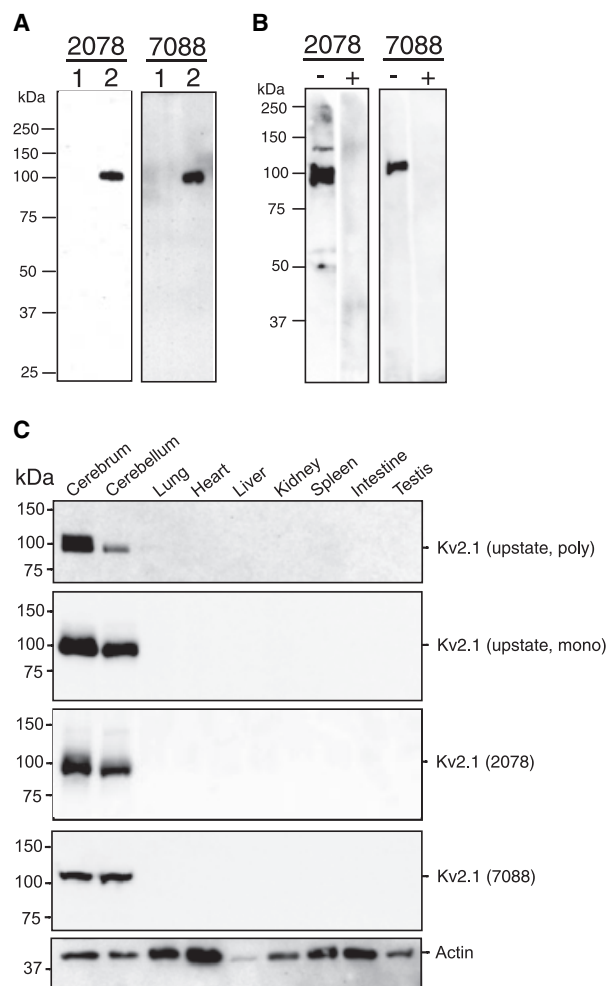 A
2078 7088
1 2 1 2
kDa
250
150
100
75
50
37
25
B
2078 7088
- + - +
kDa
250
150
100
75
50
37
C
kDa
Cerebrum
Cerebellum
Lung
Heart
Liver
Kidney
Spleen
Intestine
Testis
150
100
75
Kv2.1 (upstate, poly)
150
100
75
Kv2.1 (upstate, mono)
150
100
75
Kv2.1 (2078)
150
100
75
Kv2.1 (7088)
37
Actin